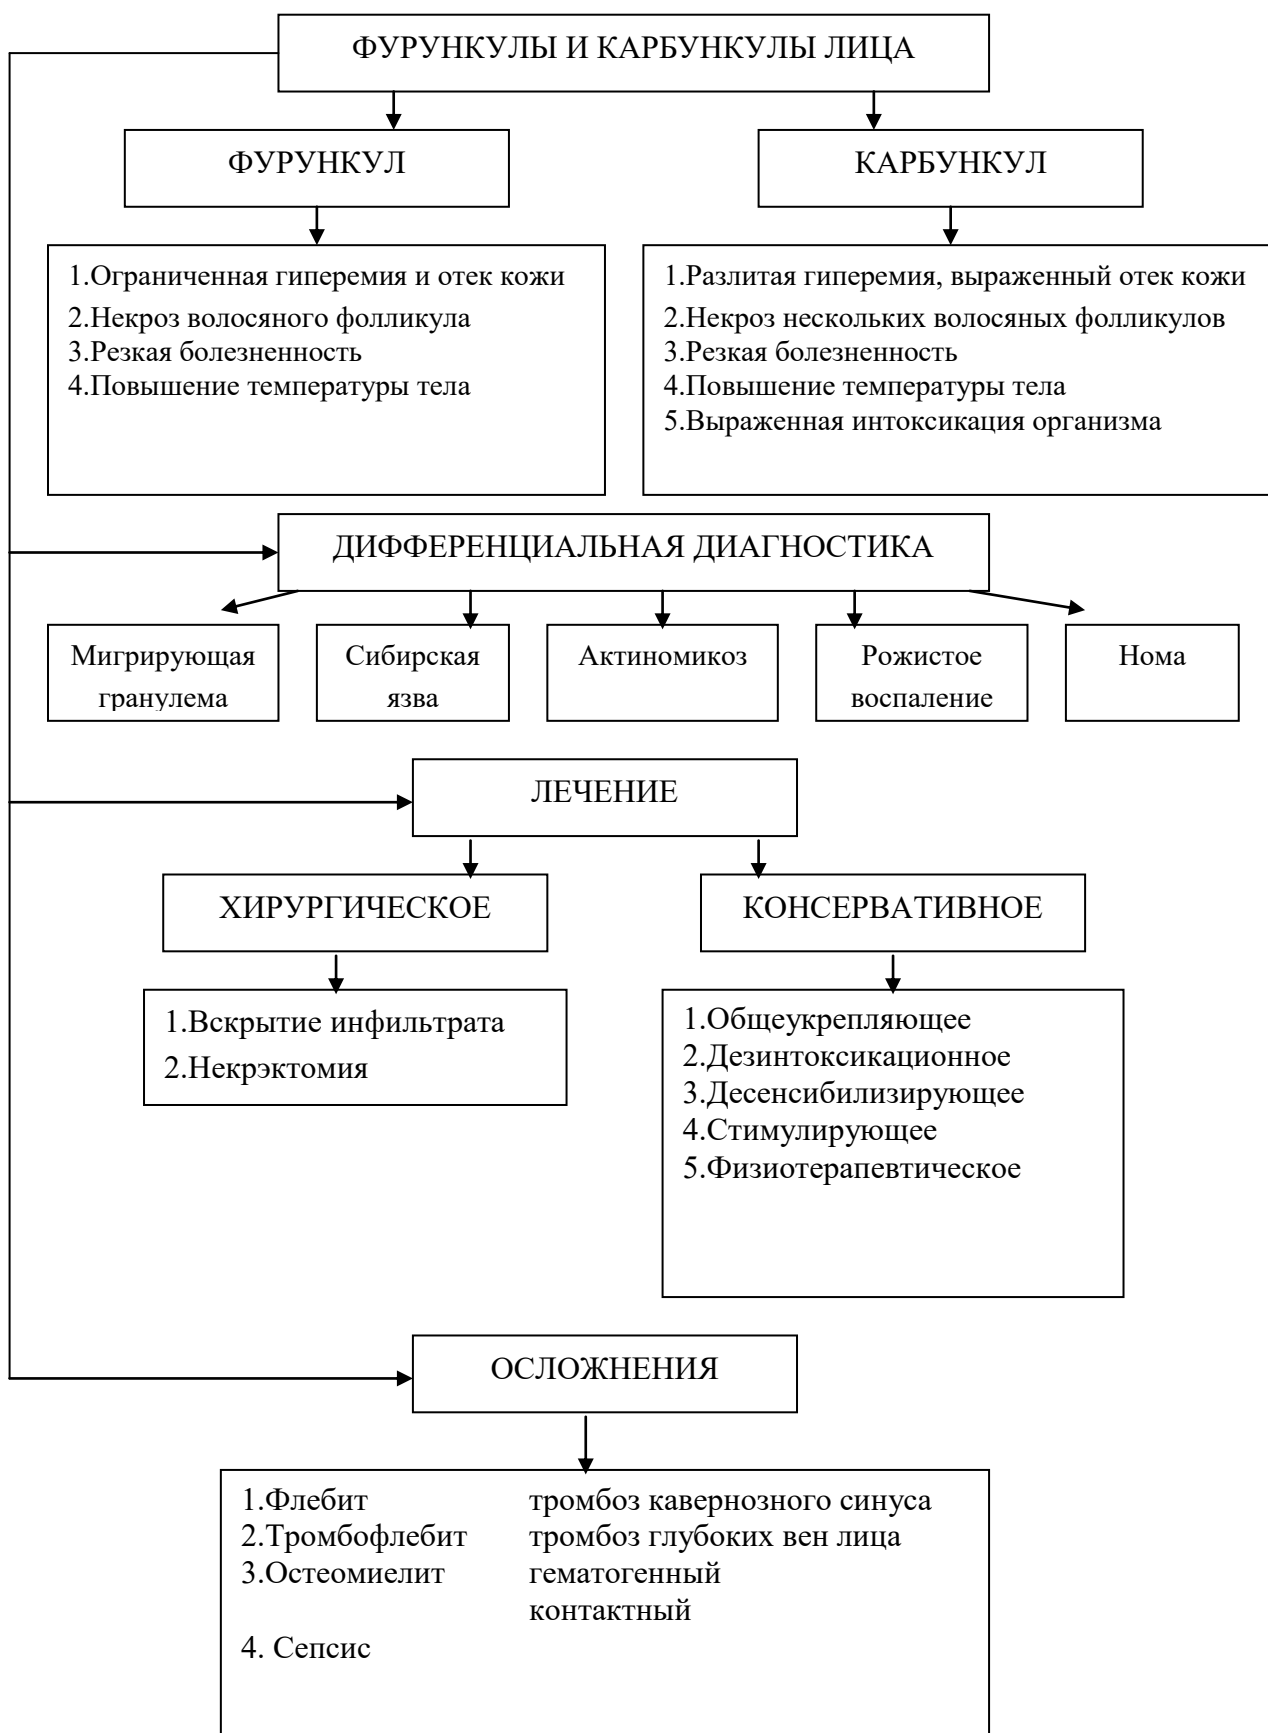 ФУРУНКУЛЫ И КАРБУНКУЛЫ ЛИЦА
ФУРУНКУЛ
КАРБУНКУЛ
1.Ограниченная гиперемия и отек кожи
2.Некроз волосяного фолликула
3.Резкая болезненность
4.Повышение температуры тела
1.Разлитая гиперемия, выраженный отек кожи
2.Некроз нескольких волосяных фолликулов
3.Резкая болезненность
4.Повышение температуры тела
5.Выраженная интоксикация организма
ДИФФЕРЕНЦИАЛЬНАЯ ДИАГНОСТИКА
Мигрирующая
гранулема
Сибирская
язва
Актиномикоз
Рожистое
воспаление
Нома
ЛЕЧЕНИЕ
ХИРУРГИЧЕСКОЕ
КОНСЕРВАТИВНОЕ
1.Вскрытие инфильтрата
2.Некрэктомия
1.Общеукрепляющее
2.Дезинтоксикационное
3.Десенсибилизирующее
4.Стимулирующее
5.Физиотерапевтическое
ОСЛОЖНЕНИЯ
1.Флебит тромбоз кавернозного синуса
2.Тромбофлебит тромбоз глубоких вен лица
3.Остеомиелит гематогенный
контактный
4. Сепсис